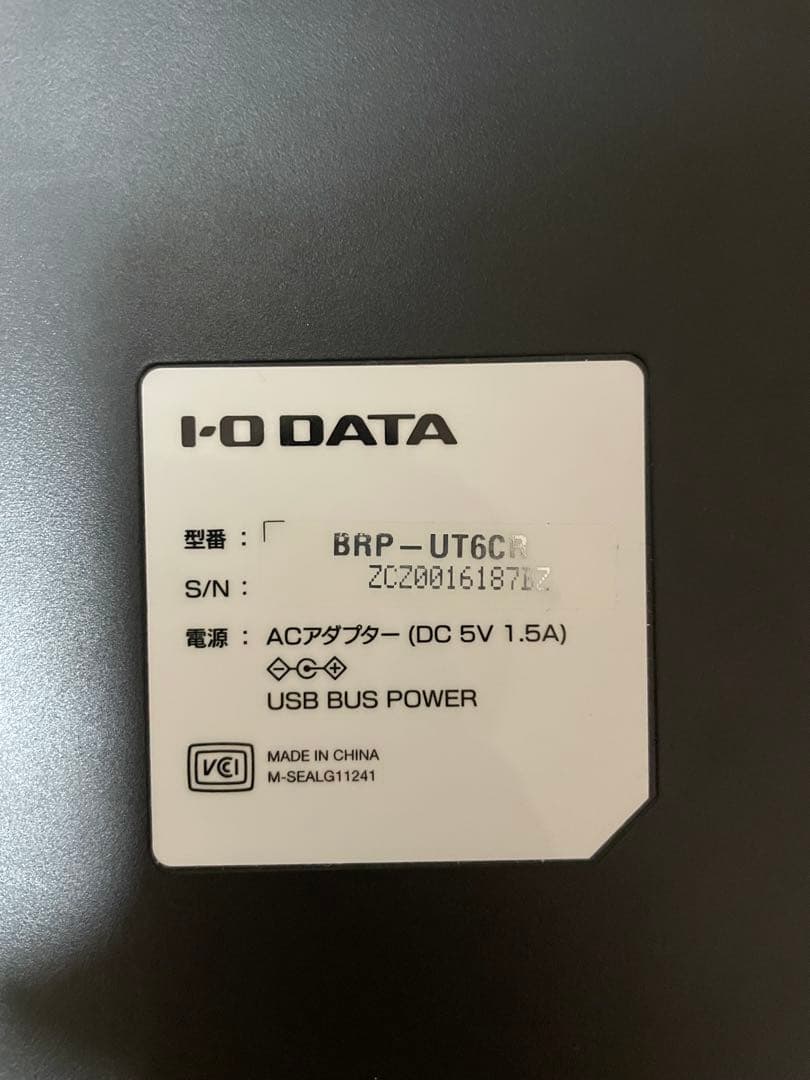 I-O DATA
型番： BRP-UT6CR
S/N： ZCZ0016187
電源： ACアダプター (DC 5V 1.5A)
USB BUS POWER
VCI
MADE IN CHINA
M-SEALG11241